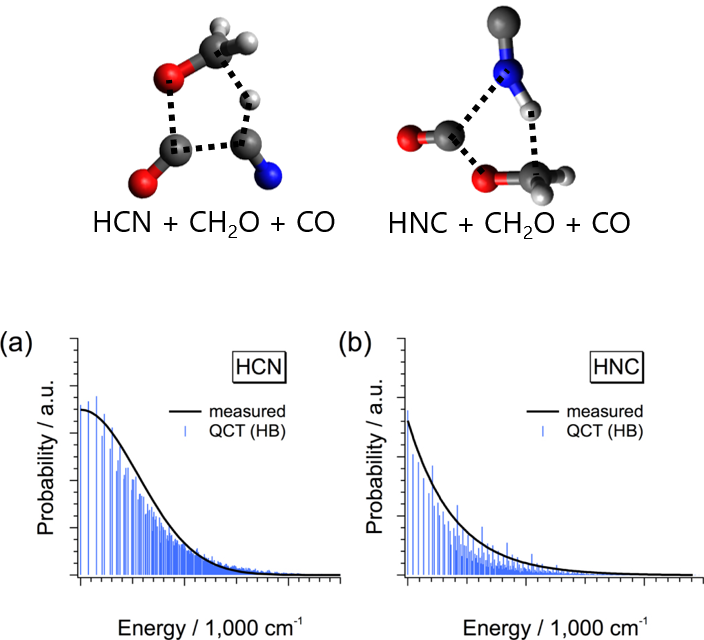 HCN + CH₂O + CO
HNC + CH₂O + CO
(a)
HCN
measured
QCT (HB)
Probability / a.u.
Energy / 1,000 cm⁻¹
(b)
HNC
measured
QCT (HB)
Probability / a.u.
Energy / 1,000 cm⁻¹